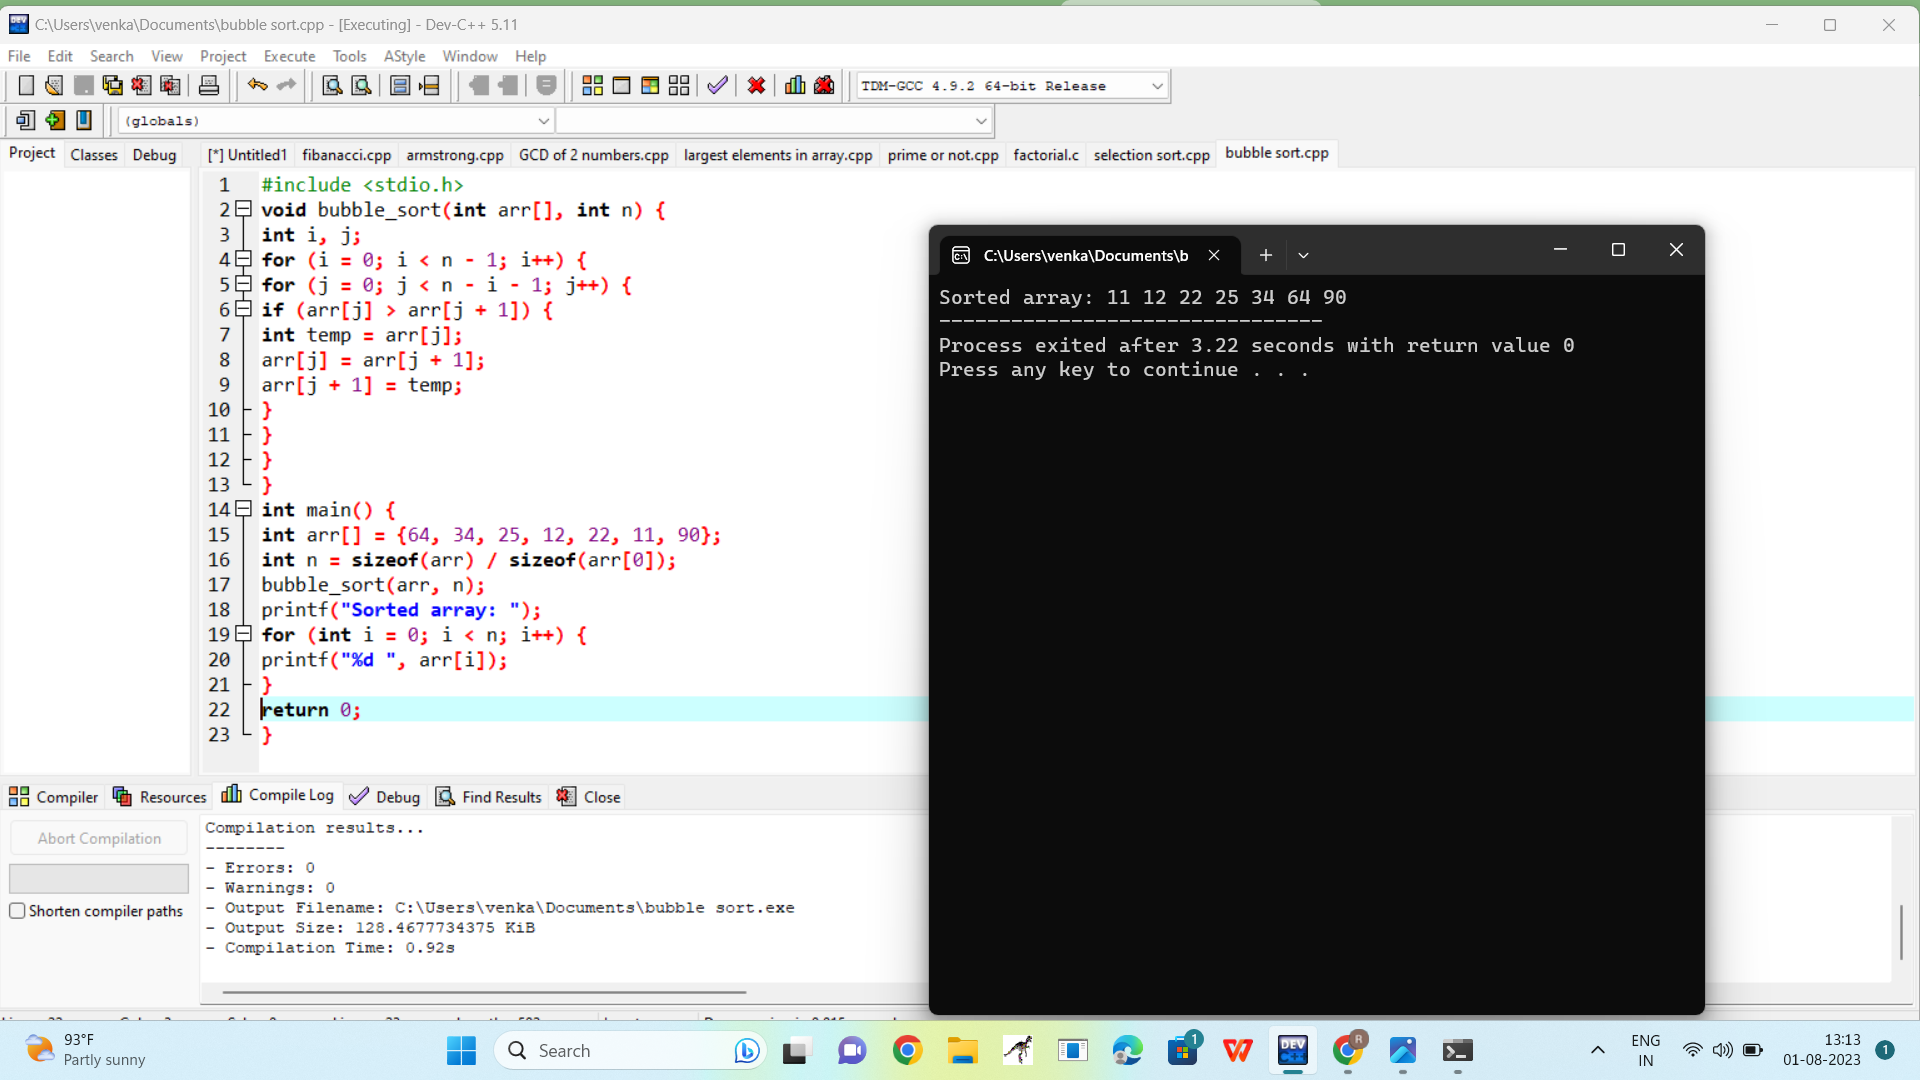 C:\Users\venka\Documents\bubble sort.cpp - [Executing] - Dev-C++ 5.11
File Edit Search View Project Execute Tools AStyle Window Help
TDM-GCC 4.9.2 64-bit Release
(globals)
Project Classes Debug
[*] Untitled1 fibanacci.cpp armstrong.cpp GCD of 2 numbers.cpp largest elements in array.cpp prime or not.cpp factorial.c selection sort.cpp bubble sort.cpp
1 #include <stdio.h>
2 void bubble_sort(int arr[], int n) {
3 int i, j;
4 for (i = 0; i < n - 1; i++) {
5 for (j = 0; j < n - i - 1; j++) {
6 if (arr[j] > arr[j + 1]) {
7 int temp = arr[j];
8 arr[j] = arr[j + 1];
9 arr[j + 1] = temp;
10 }
11 }
12 }
13 }
14 int main() {
15 int arr[] = {64, 34, 25, 12, 22, 11, 90};
16 int n = sizeof(arr) / sizeof(arr[0]);
17 bubble_sort(arr, n);
18 printf("Sorted array: ");
19 for (int i = 0; i < n; i++) {
20 printf("%d ", arr[i]);
21 }
22 return 0;
23 }
C:\Users\venka\Documents\b
Sorted array: 11 12 22 25 34 64 90
--------------------------------
Process exited after 3.22 seconds with return value 0
Press any key to continue . . .
Compiler Resources Compile Log Debug Find Results Close
Abort Compilation
Shorten compiler paths
Compilation results...
--------
- Errors: 0
- Warnings: 0
- Output Filename: C:\Users\venka\Documents\bubble sort.exe
- Output Size: 128.4677734375 KiB
- Compilation Time: 0.92s
93°F
Partly sunny
Search
1
DEV
C++
R
ENG
IN
13:13
01-08-2023
1